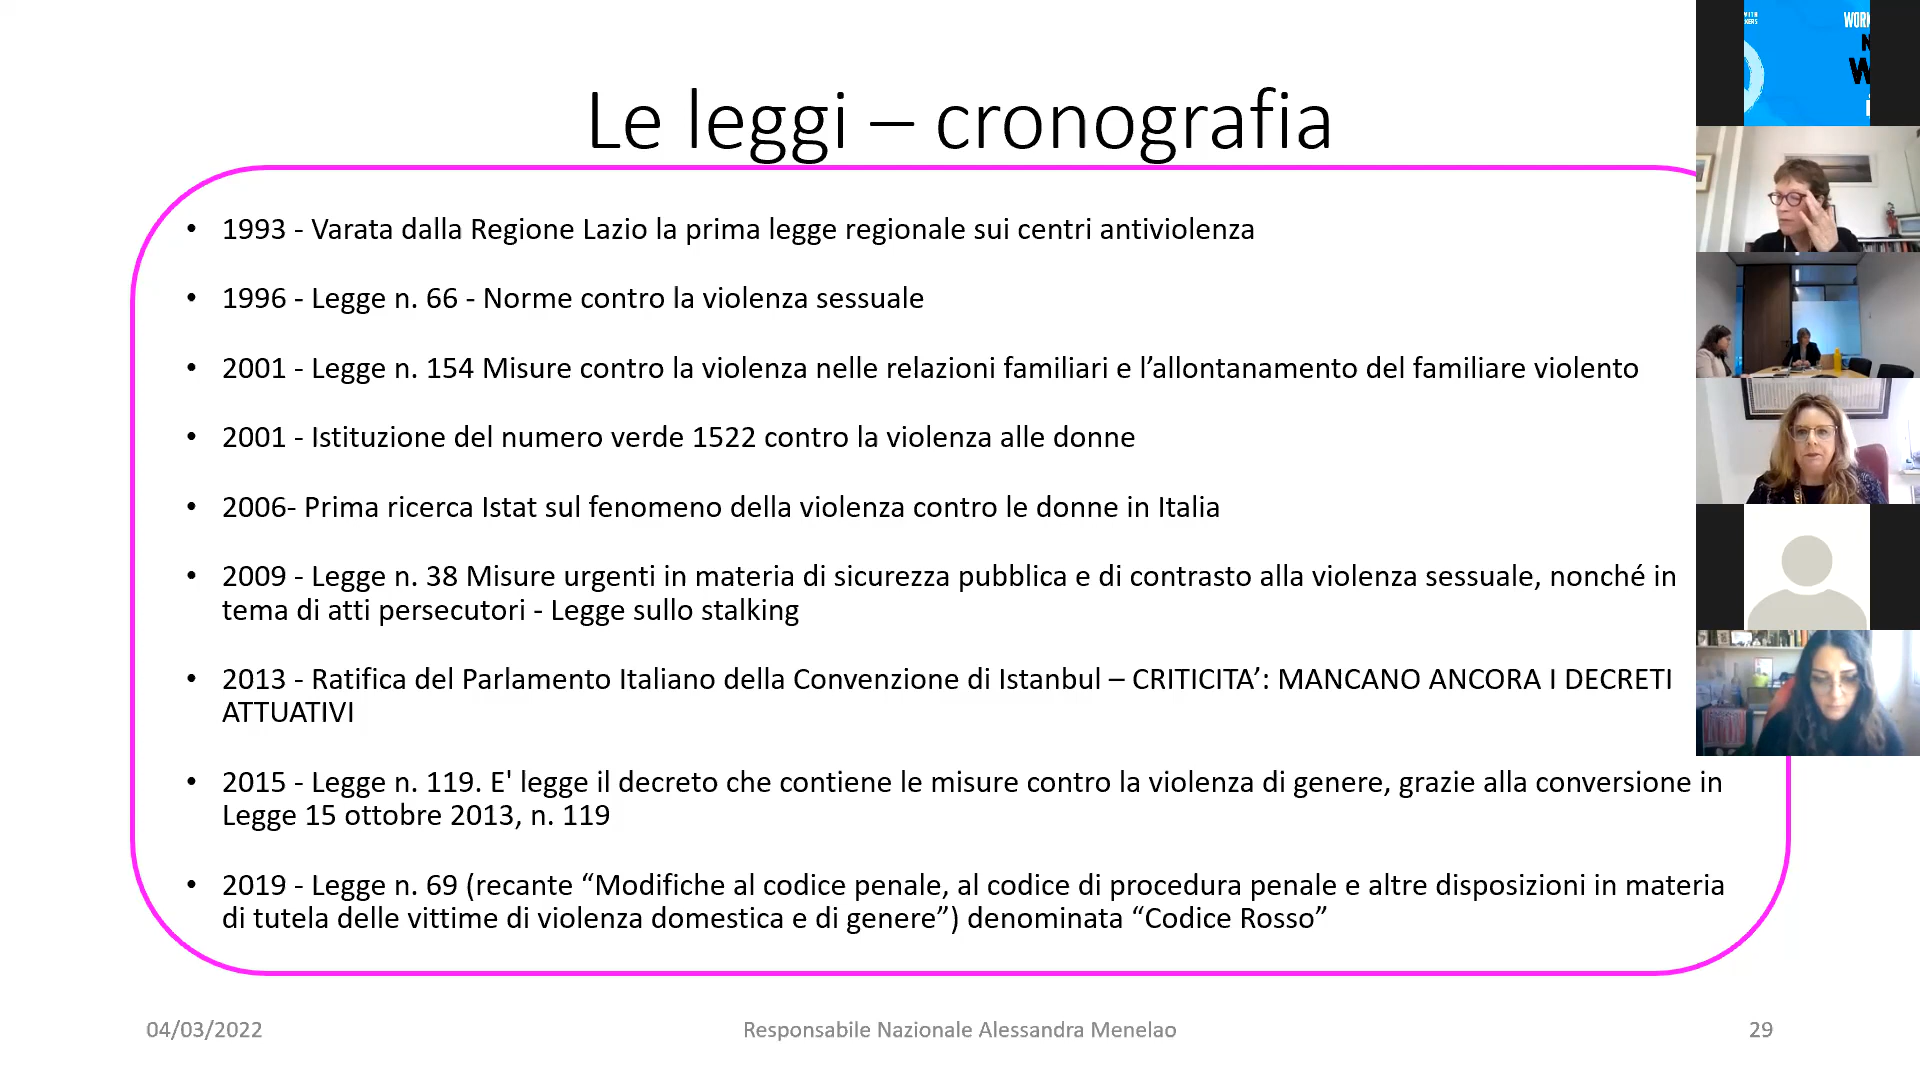 Le leggi – cronografia
• 1993 - Varata dalla Regione Lazio la prima legge regionale sui centri antiviolenza
• 1996 - Legge n. 66 - Norme contro la violenza sessuale
• 2001 - Legge n. 154 Misure contro la violenza nelle relazioni familiari e l’allontanamento del familiare violento
• 2001 - Istituzione del numero verde 1522 contro la violenza alle donne
• 2006- Prima ricerca Istat sul fenomeno della violenza contro le donne in Italia
• 2009 - Legge n. 38 Misure urgenti in materia di sicurezza pubblica e di contrasto alla violenza sessuale, nonché in
tema di atti persecutori - Legge sullo stalking
• 2013 - Ratifica del Parlamento Italiano della Convenzione di Istanbul – CRITICITA’: MANCANO ANCORA I DECRETI
ATTUATIVI
• 2015 - Legge n. 119. E' legge il decreto che contiene le misure contro la violenza di genere, grazie alla conversione in
Legge 15 ottobre 2013, n. 119
• 2019 - Legge n. 69 (recante “Modifiche al codice penale, al codice di procedura penale e altre disposizioni in materia
di tutela delle vittime di violenza domestica e di genere”) denominata “Codice Rosso”
04/03/2022
Responsabile Nazionale Alessandra Menelao
29